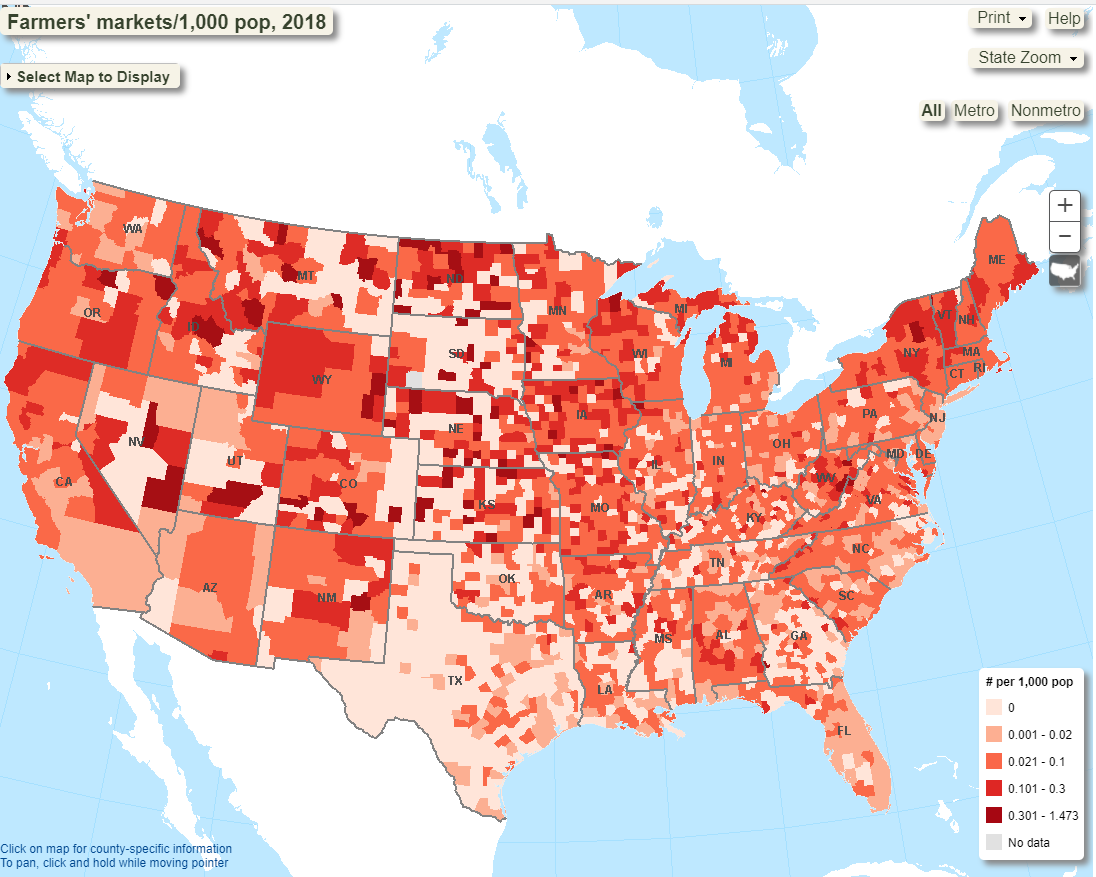 Farmers' markets/1,000 pop, 2018
Print
Help
State Zoom
Select Map to Display
All
Metro
Nonmetro
+
−
WA
MT
ND
MN
MI
ME
OR
ID
SD
WI
MI
VT
NH
NY
MA
CT
RI
WY
IA
PA
NJ
NE
NV
UT
CO
IL
IN
OH
MD
DE
CA
KS
MO
WV
VA
KY
AZ
NM
OK
AR
TN
NC
SC
MS
AL
GA
TX
LA
FL
# per 1,000 pop
0
0.001 - 0.02
0.021 - 0.1
0.101 - 0.3
0.301 - 1.473
No data
Click on map for county-specific information
To pan, click and hold while moving pointer